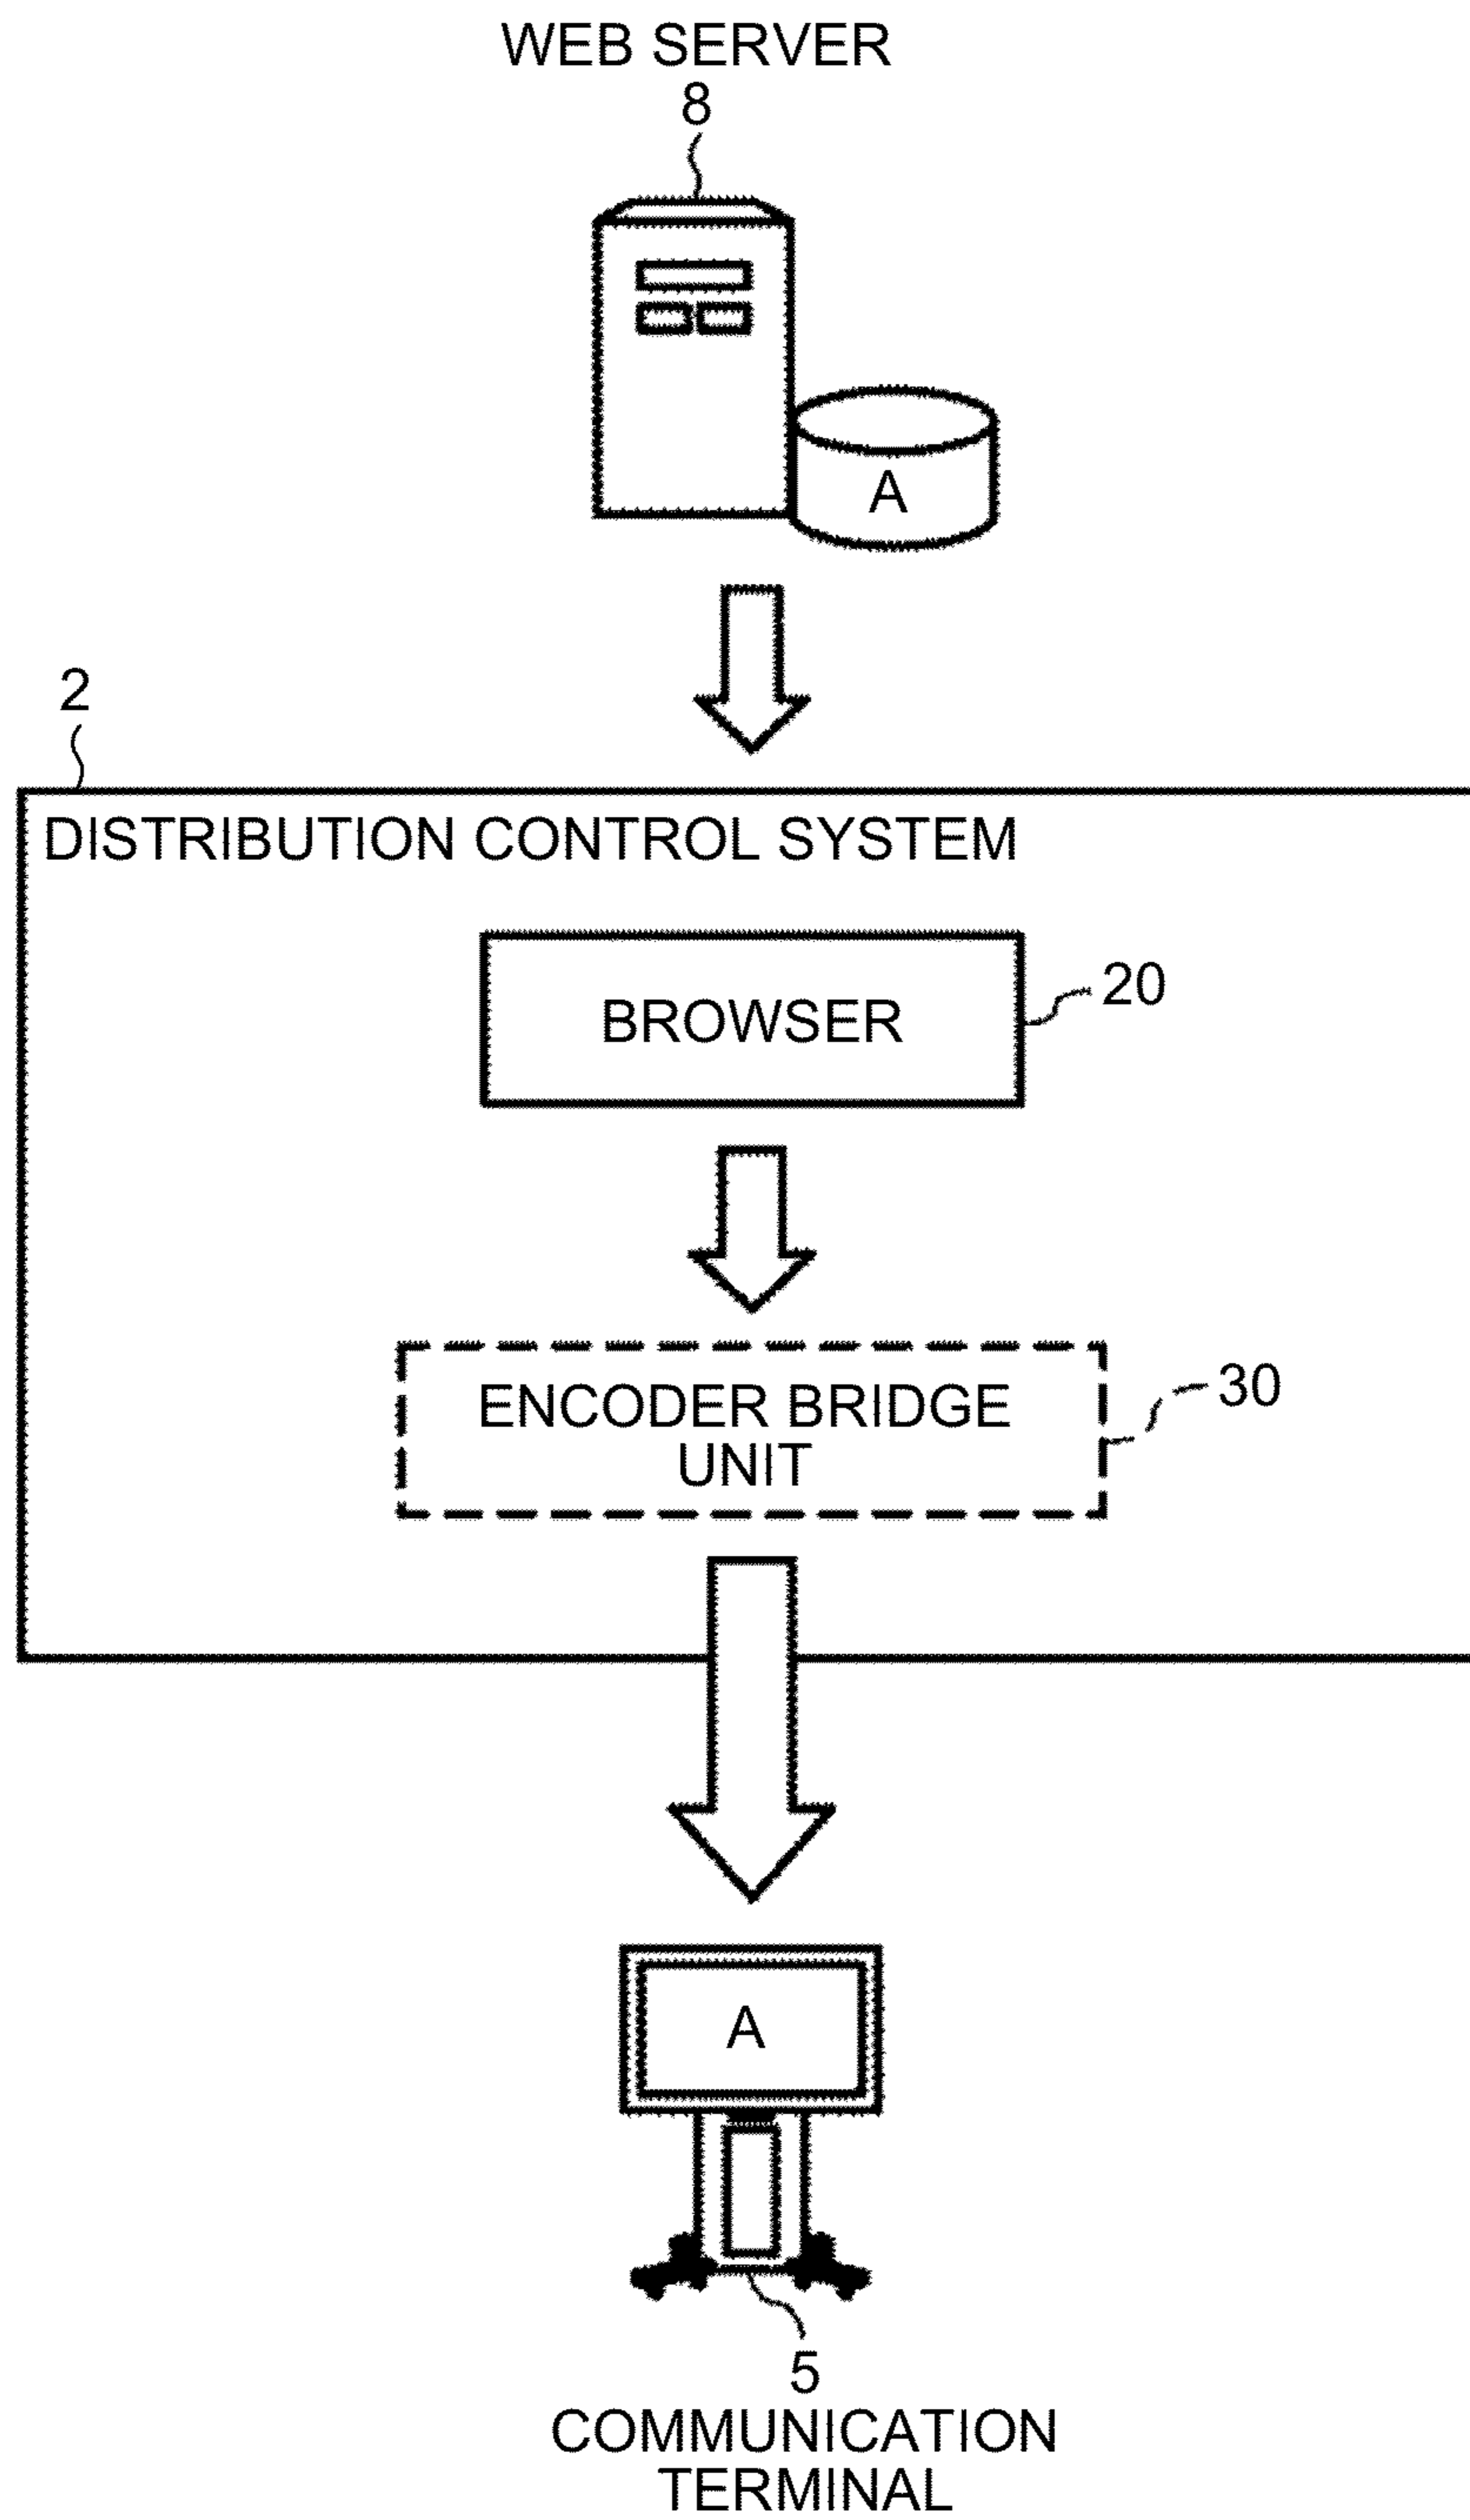 WEB SERVER
8
A
2
DISTRIBUTION CONTROL SYSTEM
BROWSER
20
ENCODER BRIDGE
UNIT
30
A
5
COMMUNICATION
TERMINAL